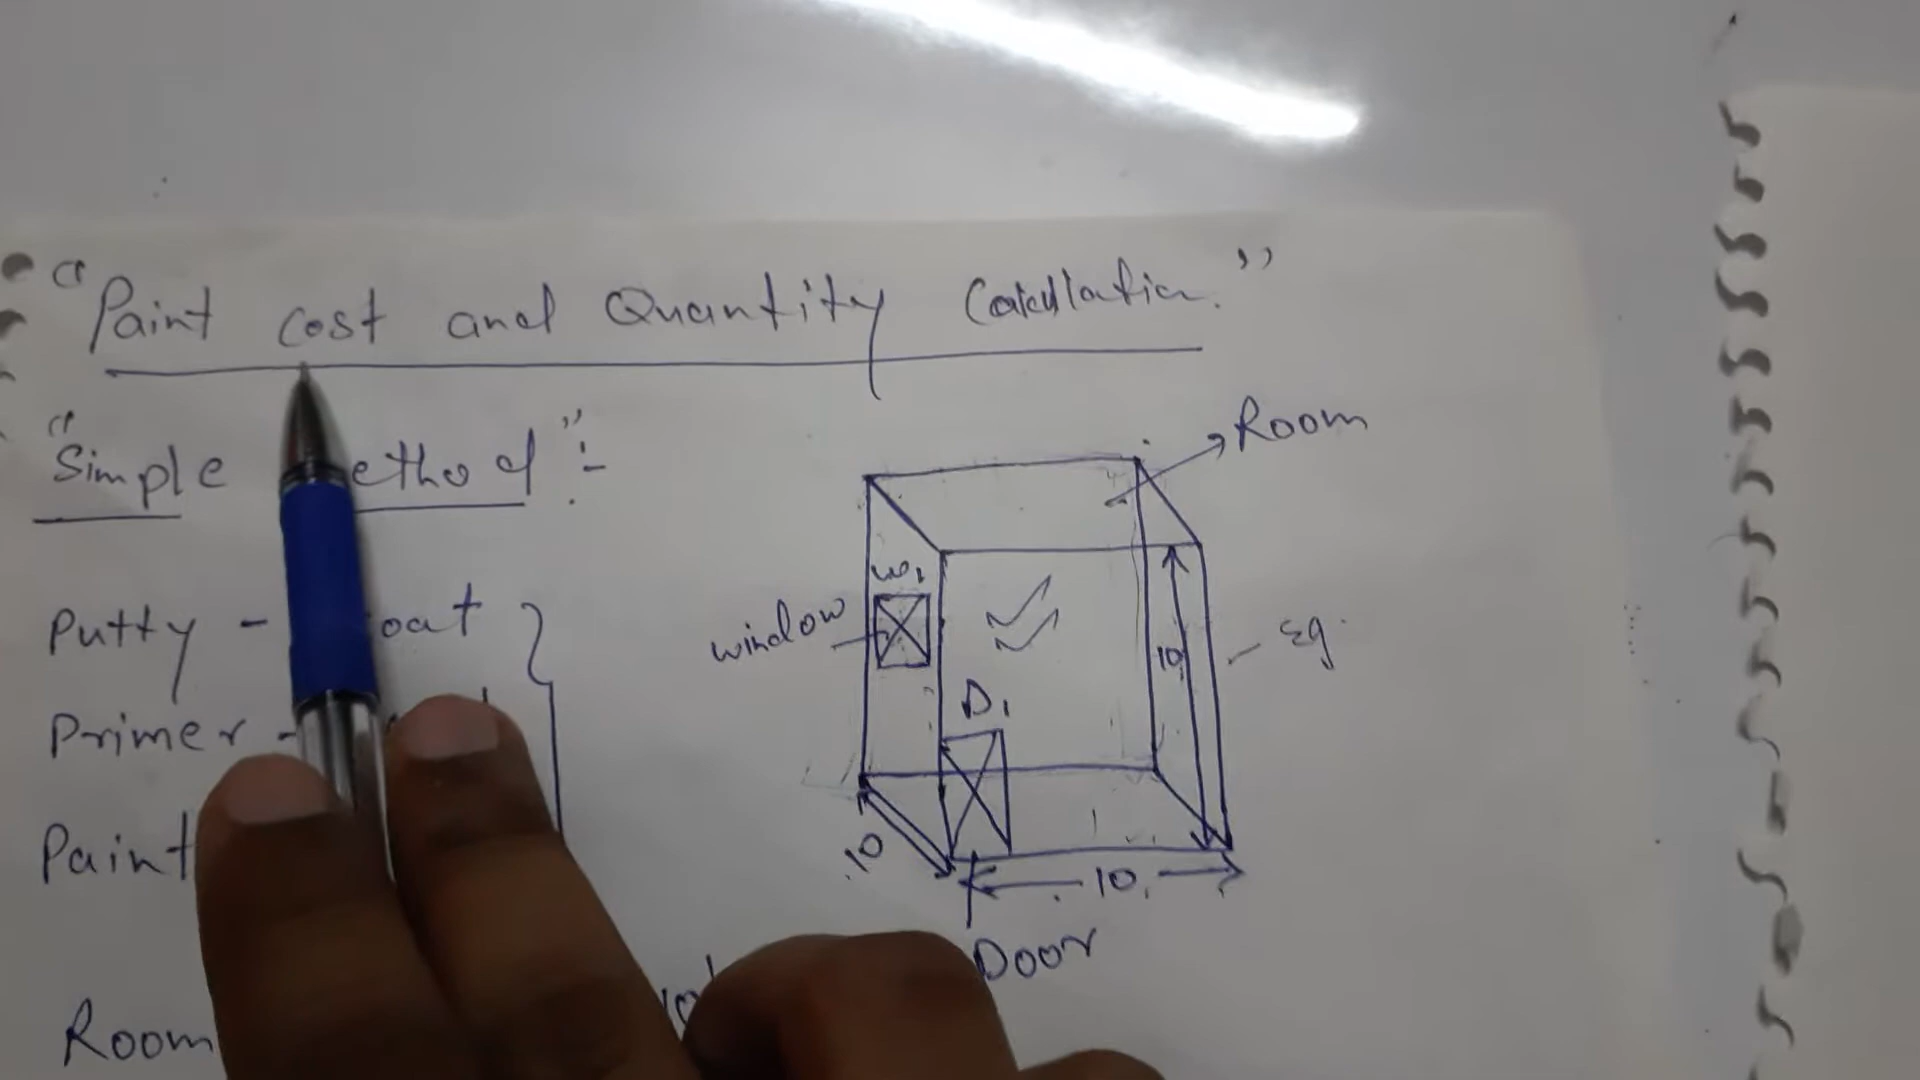 "Paint cost and Quantity Calculation."
"Simple ethod":-
Room
Putty - oat
W1
window
10
Eg.
Primer -
D1
Paint
10
10
Door
Room